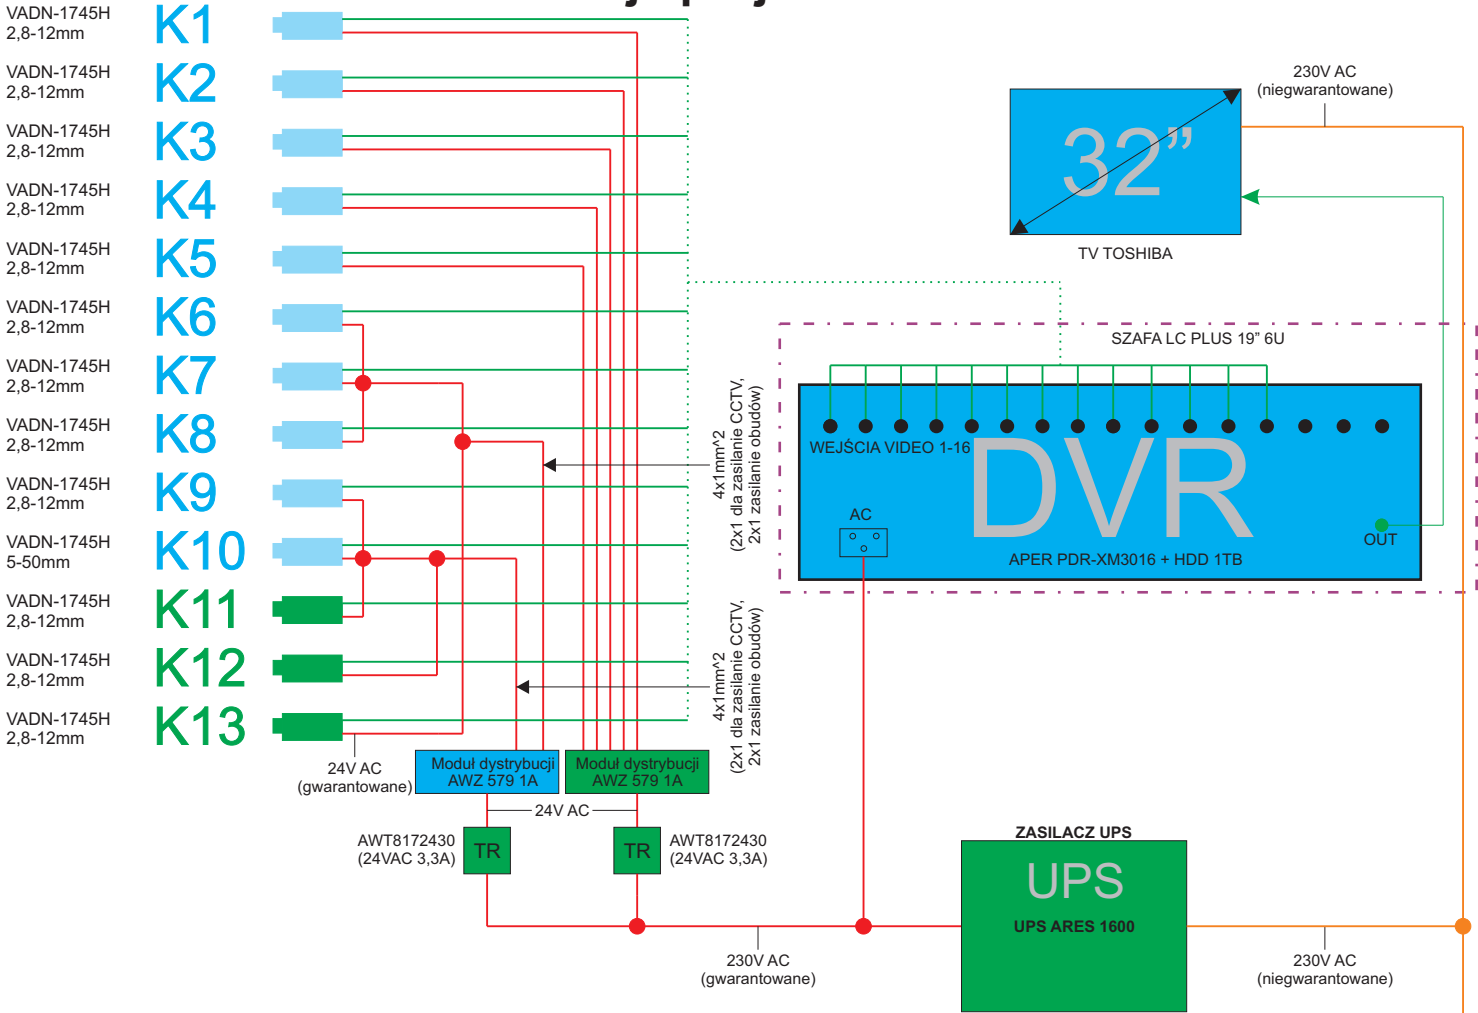 VADN-1745H
2,8-12mm
K1
VADN-1745H
2,8-12mm
K2
VADN-1745H
2,8-12mm
K3
VADN-1745H
2,8-12mm
K4
VADN-1745H
2,8-12mm
K5
VADN-1745H
2,8-12mm
K6
VADN-1745H
2,8-12mm
K7
VADN-1745H
2,8-12mm
K8
VADN-1745H
2,8-12mm
K9
VADN-1745H
5-50mm
K10
VADN-1745H
2,8-12mm
K11
VADN-1745H
2,8-12mm
K12
VADN-1745H
2,8-12mm
K13
230V AC
(niegwarantowane)
32”
TV TOSHIBA
SZAFA LC PLUS 19” 6U
WEJŚCIA VIDEO 1-16
DVR
AC
OUT
APER PDR-XM3016 + HDD 1TB
4x1mm^2
(2x1 dla zasilanie CCTV,
2x1 zasilanie obudów)
4x1mm^2
(2x1 dla zasilanie CCTV,
2x1 zasilanie obudów)
24V AC
(gwarantowane)
Moduł dystrybucji
AWZ 579 1A
Moduł dystrybucji
AWZ 579 1A
24V AC
AWT8172430
(24VAC 3,3A)
TR
TR
AWT8172430
(24VAC 3,3A)
ZASILACZ UPS
UPS
UPS ARES 1600
230V AC
(gwarantowane)
230V AC
(niegwarantowane)